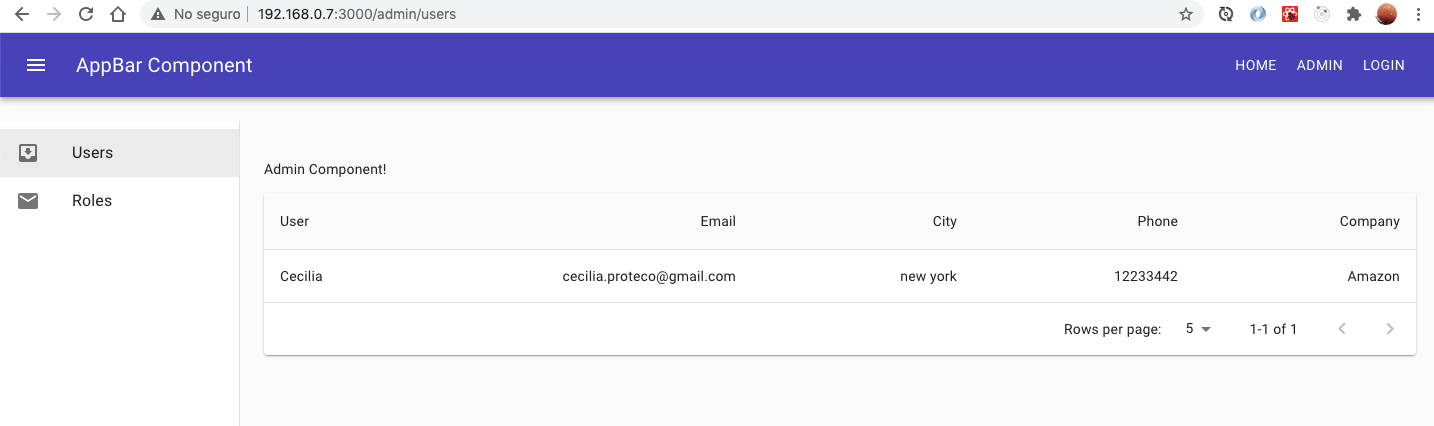 No seguro 192.168.0.7:3000/admin/users
AppBar Component HOME ADMIN LOGIN
Users
Roles
Admin Component!
User Email City Phone Company
Cecilia cecilia.proteco@gmail.com new york 12233442 Amazon
Rows per page: 5 1-1 of 1